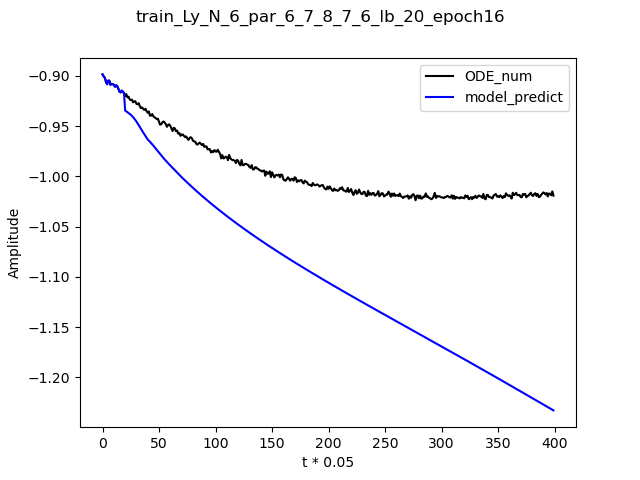 train_Ly_N_6_par_6_7_8_7_6_lb_20_epoch16
ODE_num
model_predict
−0.90
−0.95
−1.00
−1.05
−1.10
−1.15
−1.20
Amplitude
0 50 100 150 200 250 300 350 400
t * 0.05